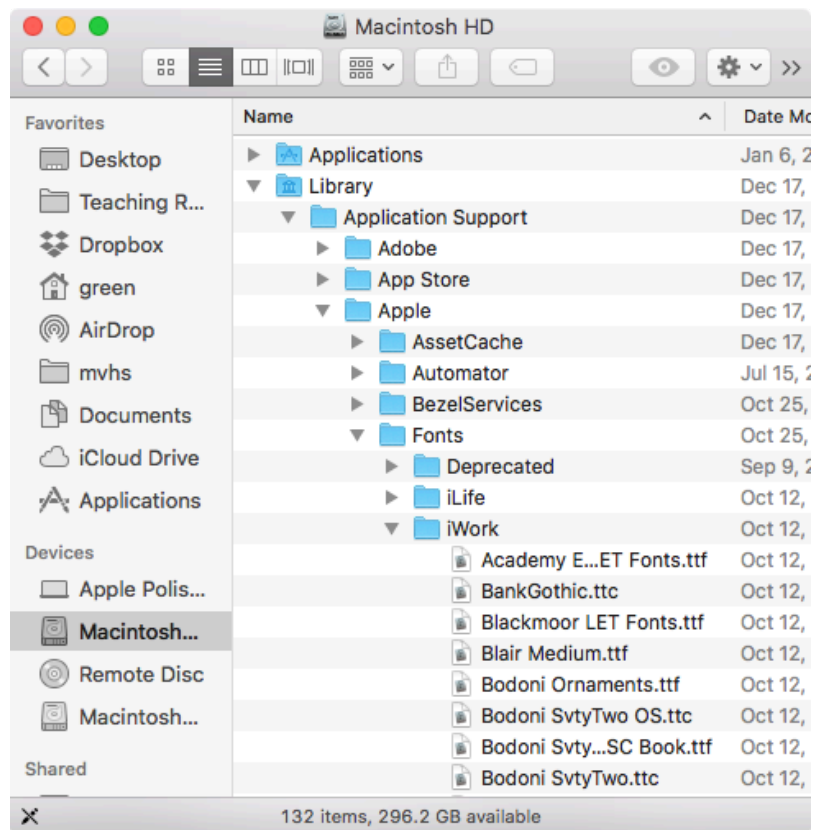 Macintosh HD
Name
Date Mo
Favorites
Desktop
Teaching R...
Dropbox
green
AirDrop
mvhs
Documents
iCloud Drive
Applications
Devices
Apple Polis...
Macintosh...
Remote Disc
Macintosh...
Shared
Applications Jan 6, 2
Library Dec 17,
Application Support Dec 17,
Adobe Dec 17,
App Store Dec 17,
Apple Dec 17,
AssetCache Dec 17,
Automator Jul 15, 2
BezelServices Oct 25,
Fonts Oct 25,
Deprecated Sep 9, 2
iLife Oct 12,
iWork Oct 12,
Academy E...ET Fonts.ttf Oct 12,
BankGothic.ttc Oct 12,
Blackmoor LET Fonts.ttf Oct 12,
Blair Medium.ttf Oct 12,
Bodoni Ornaments.ttf Oct 12,
Bodoni SvtyTwo OS.ttc Oct 12,
Bodoni Svty...SC Book.ttf Oct 12,
Bodoni SvtyTwo.ttc Oct 12,
132 items, 296.2 GB available